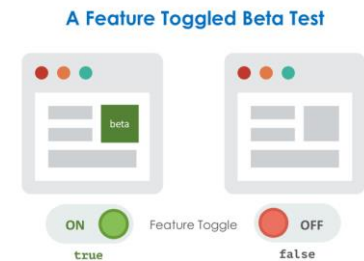 A Feature Toggled Beta Test
beta
ON Feature Toggle OFF
true false